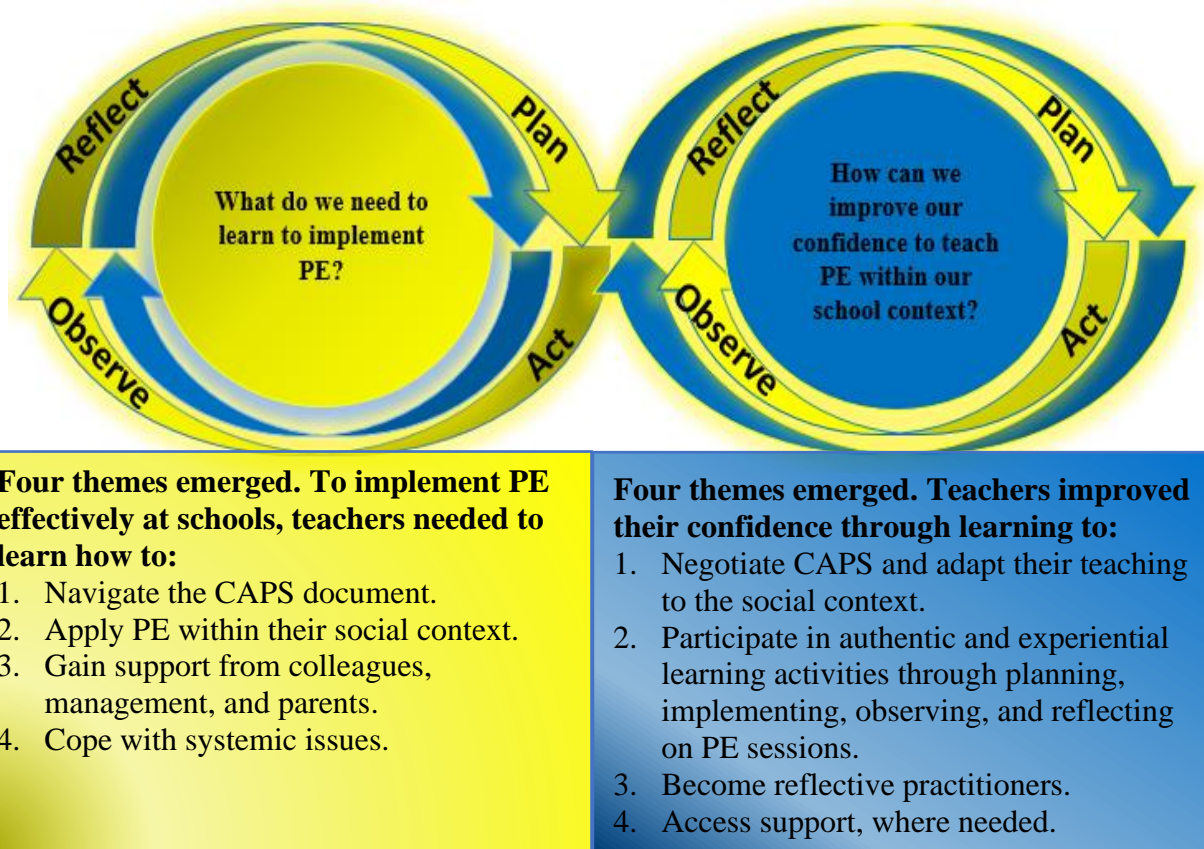 Reflect
Plan
What do we need to
learn to implement
PE?
Observe
Act
Reflect
Plan
How can we
improve our
confidence to teach
PE within our
school context?
Observe
Act
Four themes emerged. To implement PE
effectively at schools, teachers needed to
learn how to:
1. Navigate the CAPS document.
2. Apply PE within their social context.
3. Gain support from colleagues,
management, and parents.
4. Cope with systemic issues.
Four themes emerged. Teachers improved
their confidence through learning to:
1. Negotiate CAPS and adapt their teaching
to the social context.
2. Participate in authentic and experiential
learning activities through planning,
implementing, observing, and reflecting
on PE sessions.
3. Become reflective practitioners.
4. Access support, where needed.